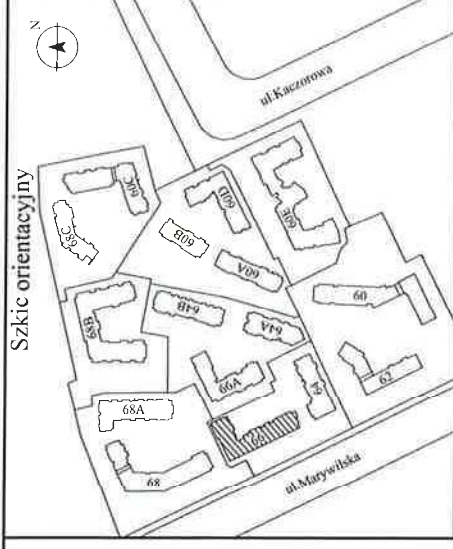 Szkic orientacyjny
N
ul.Kaczorowa
60C
68C
60D
60B
60E
60A
68B
64B
64A
60
66A
68A
64
62
66
68
ul.Marywilska